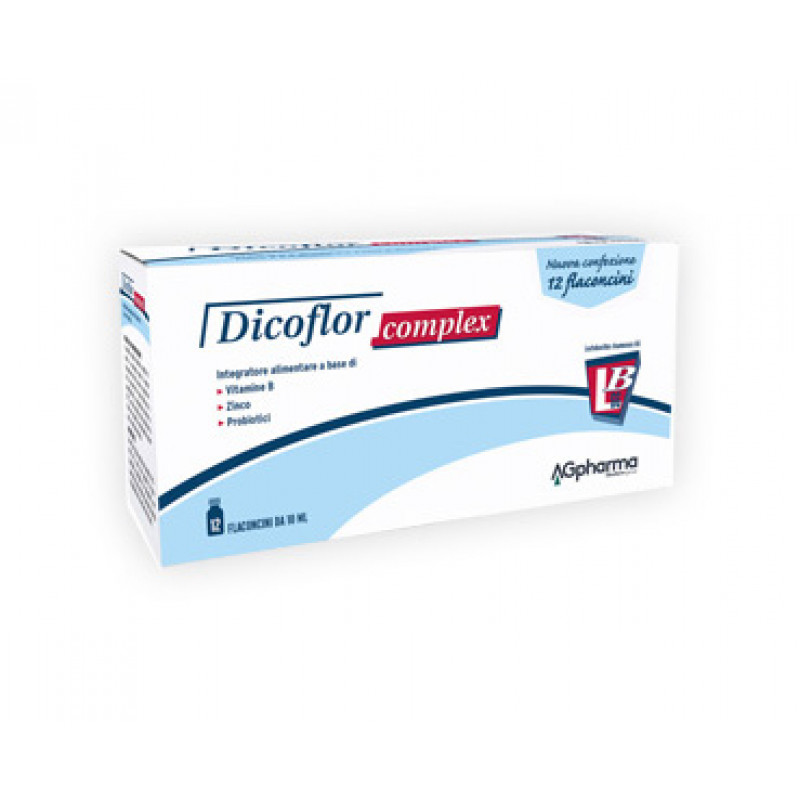 Dicoflor complex
Nuova confezione
12 flaconcini
Integratore alimentare a base di
Vitamine B
Zinco
Probiotici
LB
AGpharma
12 FLACONCINI DA 10 ML